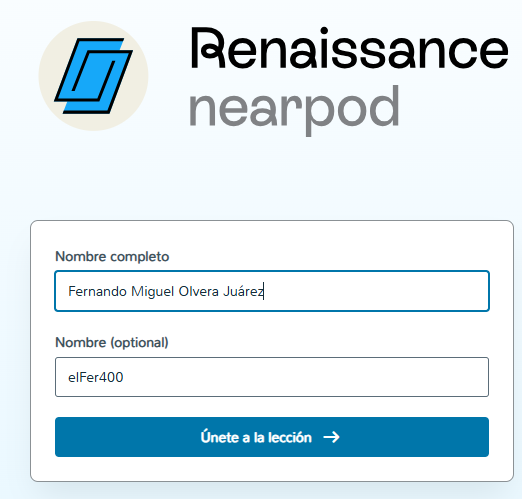 Renaissance
nearpod
Nombre completo
Fernando Miguel Olvera Juárez
Nombre (optional)
elFer400
Únete a la lección →